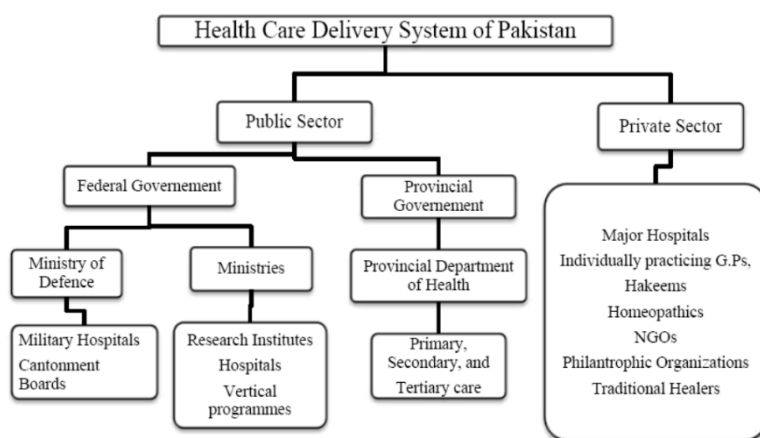 Health Care Delivery System of Pakistan
Public Sector
Private Sector
Federal Governement
Provincial
Governement
Ministry of
Defence
Ministries
Provincial Department
of Health
Military Hospitals
Cantonment
Boards
Research Institutes
Hospitals
Vertical
programmes
Primary,
Secondary, and
Tertiary care
Major Hospitals
Individually practicing G.Ps,
Hakeems
Homeopathics
NGOs
Philantrophic Organizations
Traditional Healers